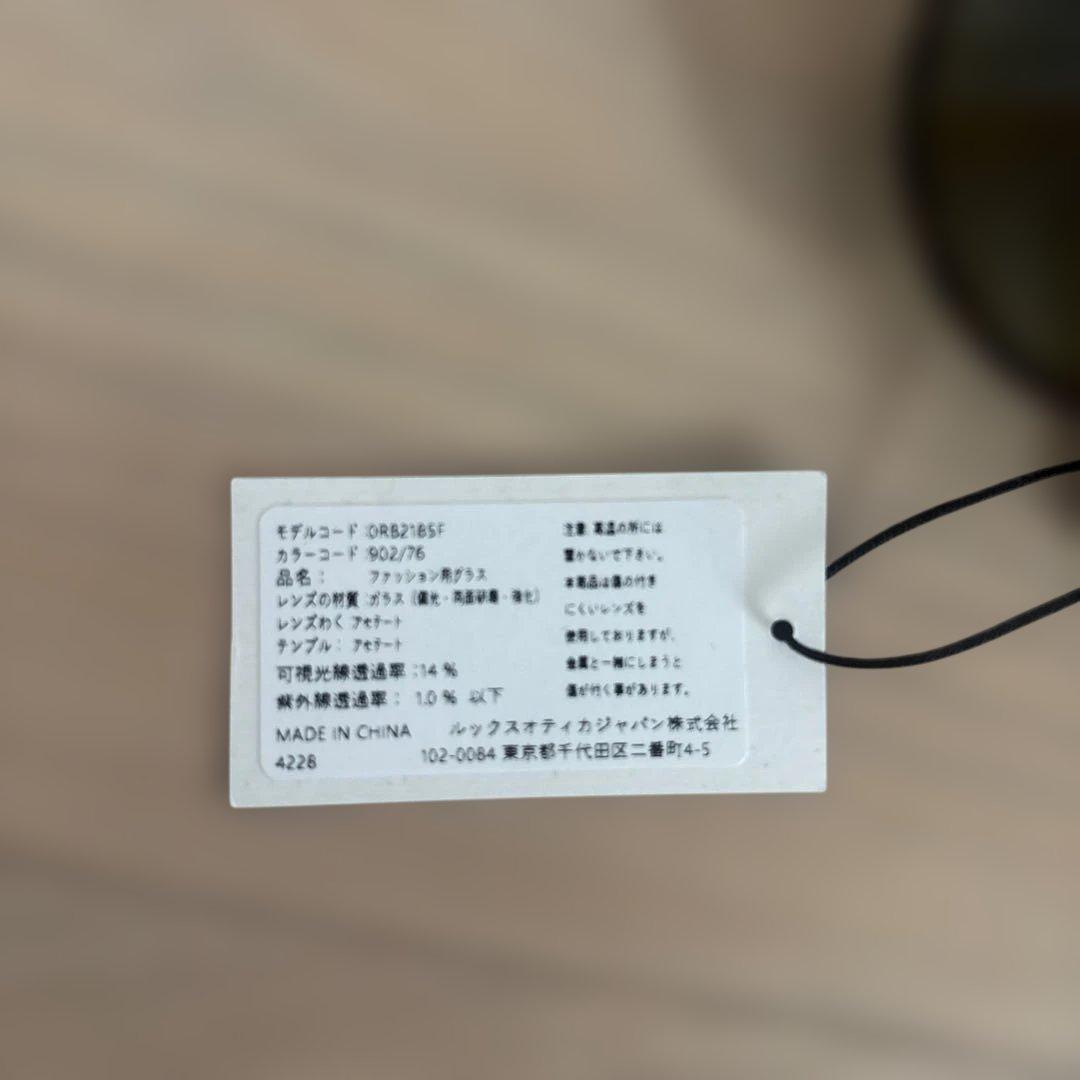 モデルコード :0RB2185F
カラーコード :902/76
品名： ファッション用グラス
レンズの材質 :ガラス (偏光・両面研磨・強化)
レンズわく アセテート
テンプル： アセテート
可視光線透過率 :14 %
紫外線透過率： 1.0 % 以下
MADE IN CHINA
4228
注意: 高温の所には
置かないで下さい。
本商品は傷の付き
にくいレンズを
使用しておりますが、
金属と一緒にしまうと
傷が付く事があります。
ルックスオティカジャパン株式会社
102-0084 東京都千代田区二番町4-5